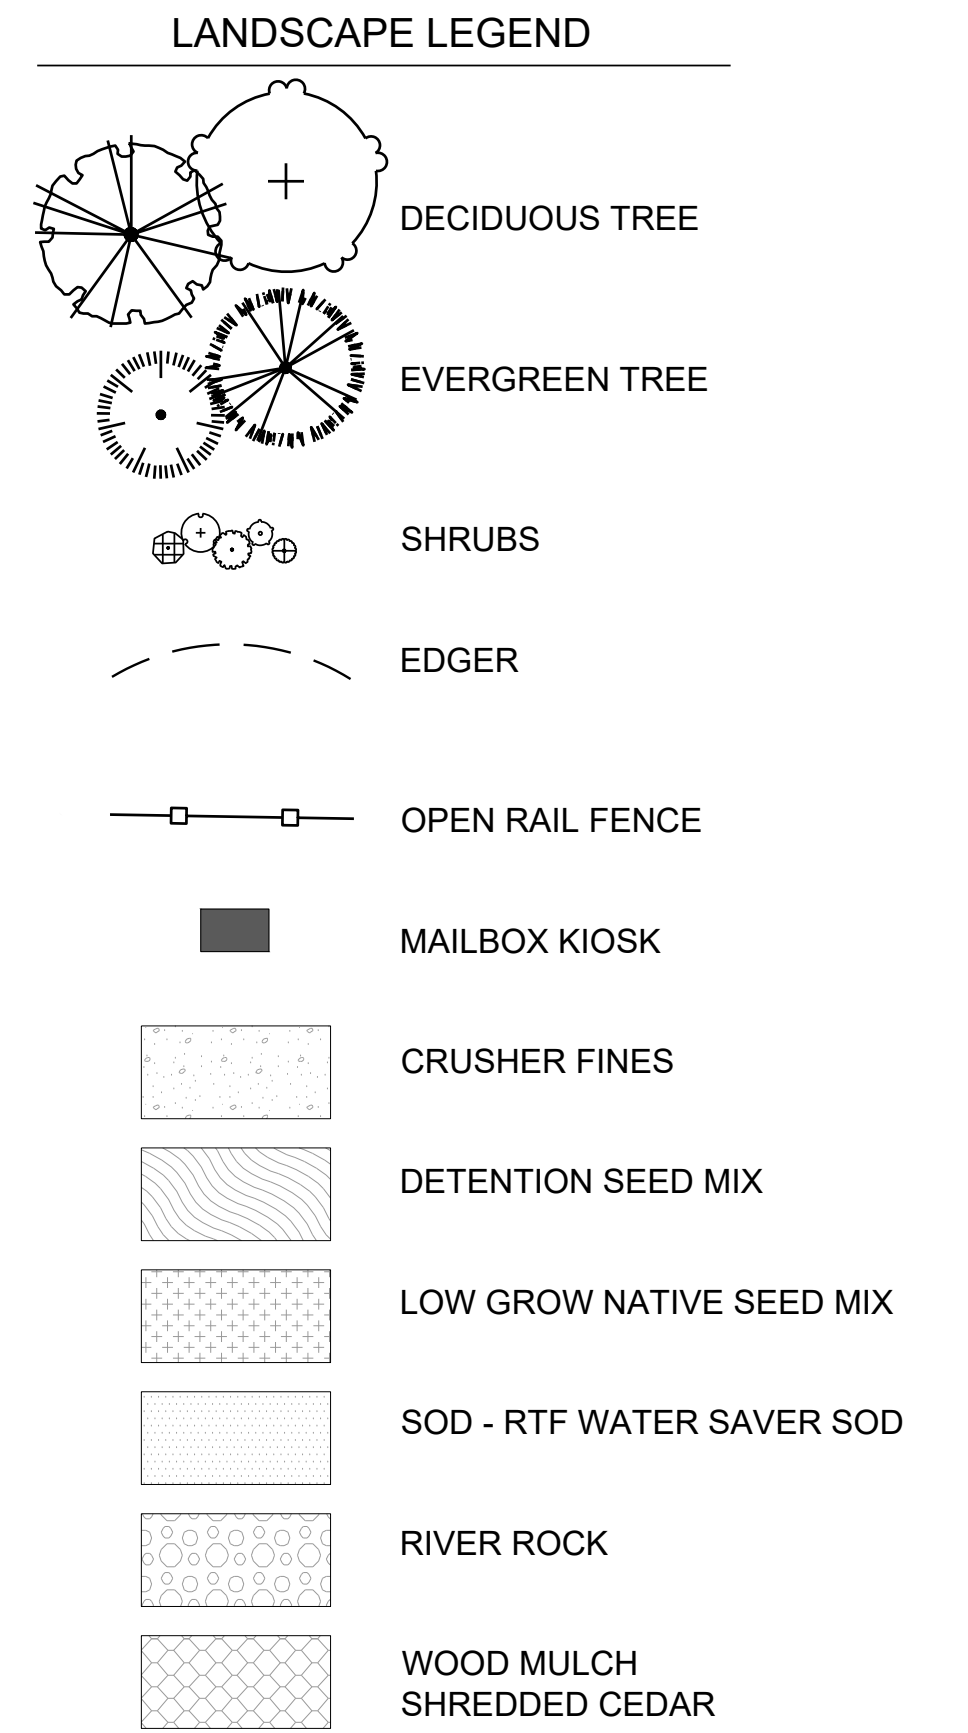 LANDSCAPE LEGEND
DECIDUOUS TREE
EVERGREEN TREE
SHRUBS
EDGER
OPEN RAIL FENCE
MAILBOX KIOSK
CRUSHER FINES
DETENTION SEED MIX
LOW GROW NATIVE SEED MIX
SOD - RTF WATER SAVER SOD
RIVER ROCK
WOOD MULCH
SHREDDED CEDAR